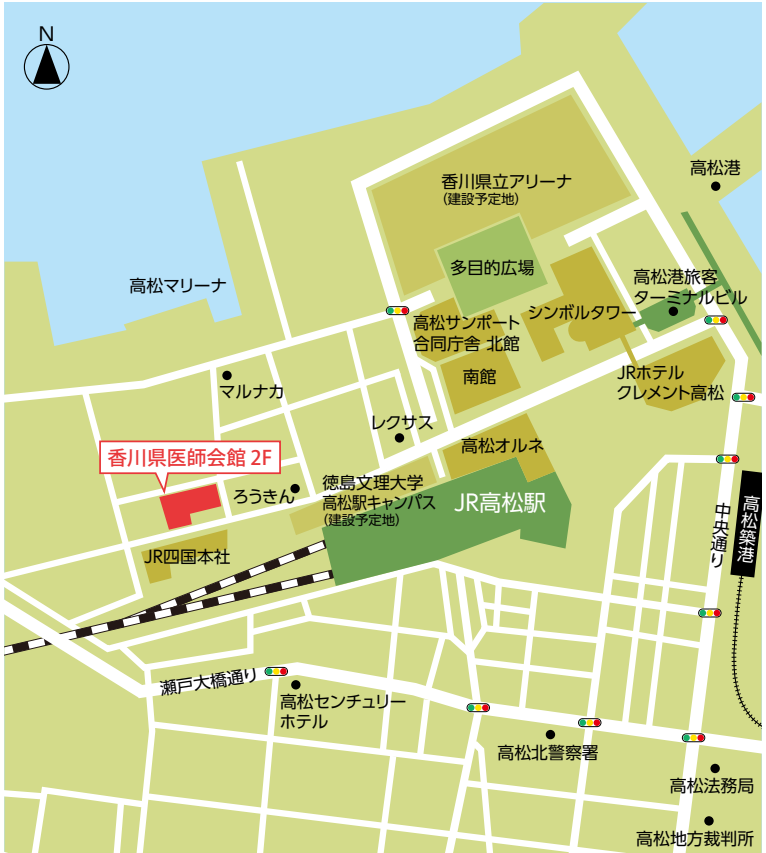 N
香川県立アリーナ
(建設予定地)
高松港
多目的広場
高松マリーナ
高松港旅客
ターミナルビル
シンボルタワー
高松サンポート
合同庁舎 北館
南館
JRホテル
クレメント高松
マルナカ
レクサス
高松オルネ
香川県医師会館 2F
ろうきん
徳島文理大学
高松駅キャンパス
(建設予定地)
JR高松駅
中央通り
高松築港
JR四国本社
瀬戸大橋通り
高松センチュリー
ホテル
高松北警察署
高松法務局
高松地方裁判所